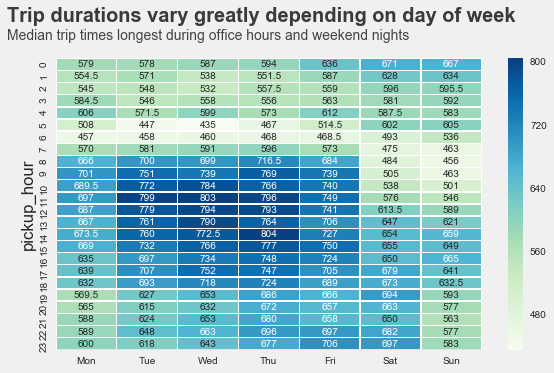 Trip durations vary greatly depending on day of week
Median trip times longest during office hours and weekend nights
pickup_hour
0 579 578 587 594 636 671 667
1 554.5 571 538 551.5 587 628 634
2 545 548 532 557.5 559 596 595.5
3 584.5 546 558 556 563 581 592
4 606 571.5 599 573 612 587.5 583
5 508 447 435 467 514.5 602 605
6 457 458 460 468 468.5 493 536
7 570 581 591 596 573 475 463
8 666 700 699 716.5 684 484 456
9 701 751 739 769 739 505 463
10 689.5 772 784 766 740 538 501
11 697 799 803 796 749 576 546
12 687 779 794 793 741 613.5 589
13 667 761 790 764 706 647 621
14 673.5 760 772.5 804 727 654 659
15 669 732 766 777 750 655 649
16 635 697 734 748 724 650 665
17 639 707 752 747 705 679 641
18 632 693 718 724 689 673 632.5
19 569.5 627 653 686 666 694 593
20 565 615 632 672 657 663 577
21 588 624 653 680 658 650 563
22 589 648 663 696 697 682 577
23 600 618 643 677 706 697 583
Mon Tue Wed Thu Fri Sat Sun
800
720
640
560
480